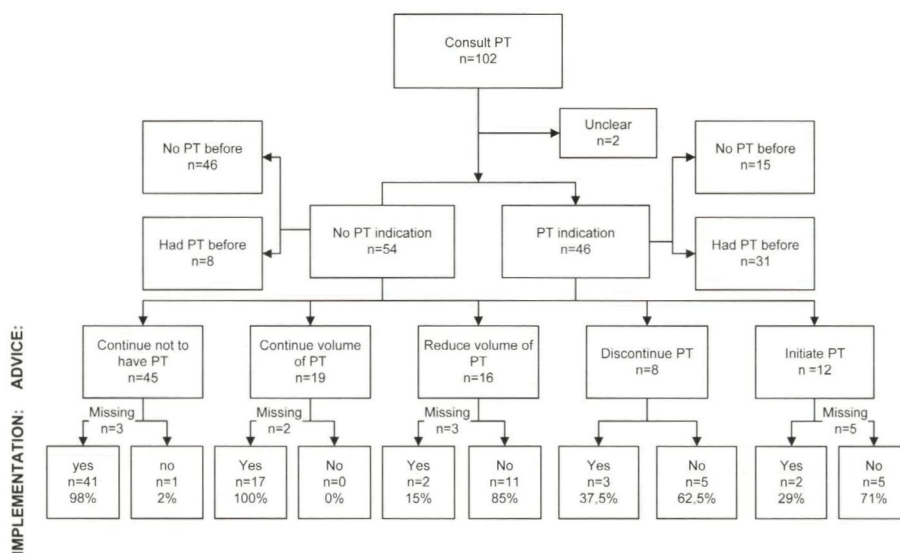 Consult PT
n=102
Unclear
n=2
No PT before
n=46
No PT before
n=15
No PT indication
n=54
PT indication
n=46
Had PT before
n=8
Had PT before
n=31
ADVICE:
Continue not to
have PT
n=45
Continue volume
of PT
n=19
Reduce volume of
PT
n=16
Discontinue PT
n=8
Initiate PT
n =12
IMPLEMENTATION:
Missing
n=3
Missing
n=2
Missing
n=3
Missing
n=5
yes
n=41
98%
no
n=1
2%
Yes
n=17
100%
No
n=0
0%
Yes
n=2
15%
No
n=11
85%
Yes
n=3
37,5%
No
n=5
62,5%
Yes
n=2
29%
No
n=5
71%